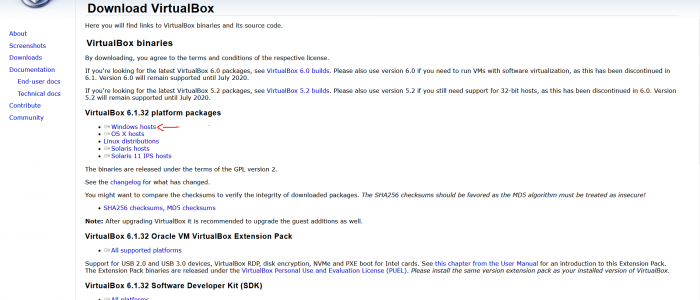 Download VirtualBox
Here you will find links to VirtualBox binaries and its source code.
About
Screenshots
Downloads
Documentation
End-user docs
Technical docs
Contribute
Community
VirtualBox binaries
By downloading, you agree to the terms and conditions of the respective license.
If you're looking for the latest VirtualBox 6.0 packages, see VirtualBox 6.0 builds. Please also use version 6.0 if you need to run VMs with software virtualization, as this has been discontinued in
6.1. Version 6.0 will remain supported until July 2020.
If you're looking for the latest VirtualBox 5.2 packages, see VirtualBox 5.2 builds. Please also use version 5.2 if you still need support for 32-bit hosts, as this has been discontinued in 6.0. Version
5.2 will remain supported until July 2020.
VirtualBox 6.1.32 platform packages
Windows hosts
OS X hosts
Linux distributions
Solaris hosts
Solaris 11 IPS hosts
The binaries are released under the terms of the GPL version 2.
See the changelog for what has changed.
You might want to compare the checksums to verify the integrity of downloaded packages. The SHA256 checksums should be favored as the MD5 algorithm must be treated as insecure!
SHA256 checksums, MD5 checksums
Note: After upgrading VirtualBox it is recommended to upgrade the guest additions as well.
VirtualBox 6.1.32 Oracle VM VirtualBox Extension Pack
All supported platforms
Support for USB 2.0 and USB 3.0 devices, VirtualBox RDP, disk encryption, NVMe and PXE boot for Intel cards. See this chapter from the User Manual for an introduction to this Extension Pack.
The Extension Pack binaries are released under the VirtualBox Personal Use and Evaluation License (PUEL). Please install the same version extension pack as your installed version of VirtualBox.
VirtualBox 6.1.32 Software Developer Kit (SDK)
All platforms